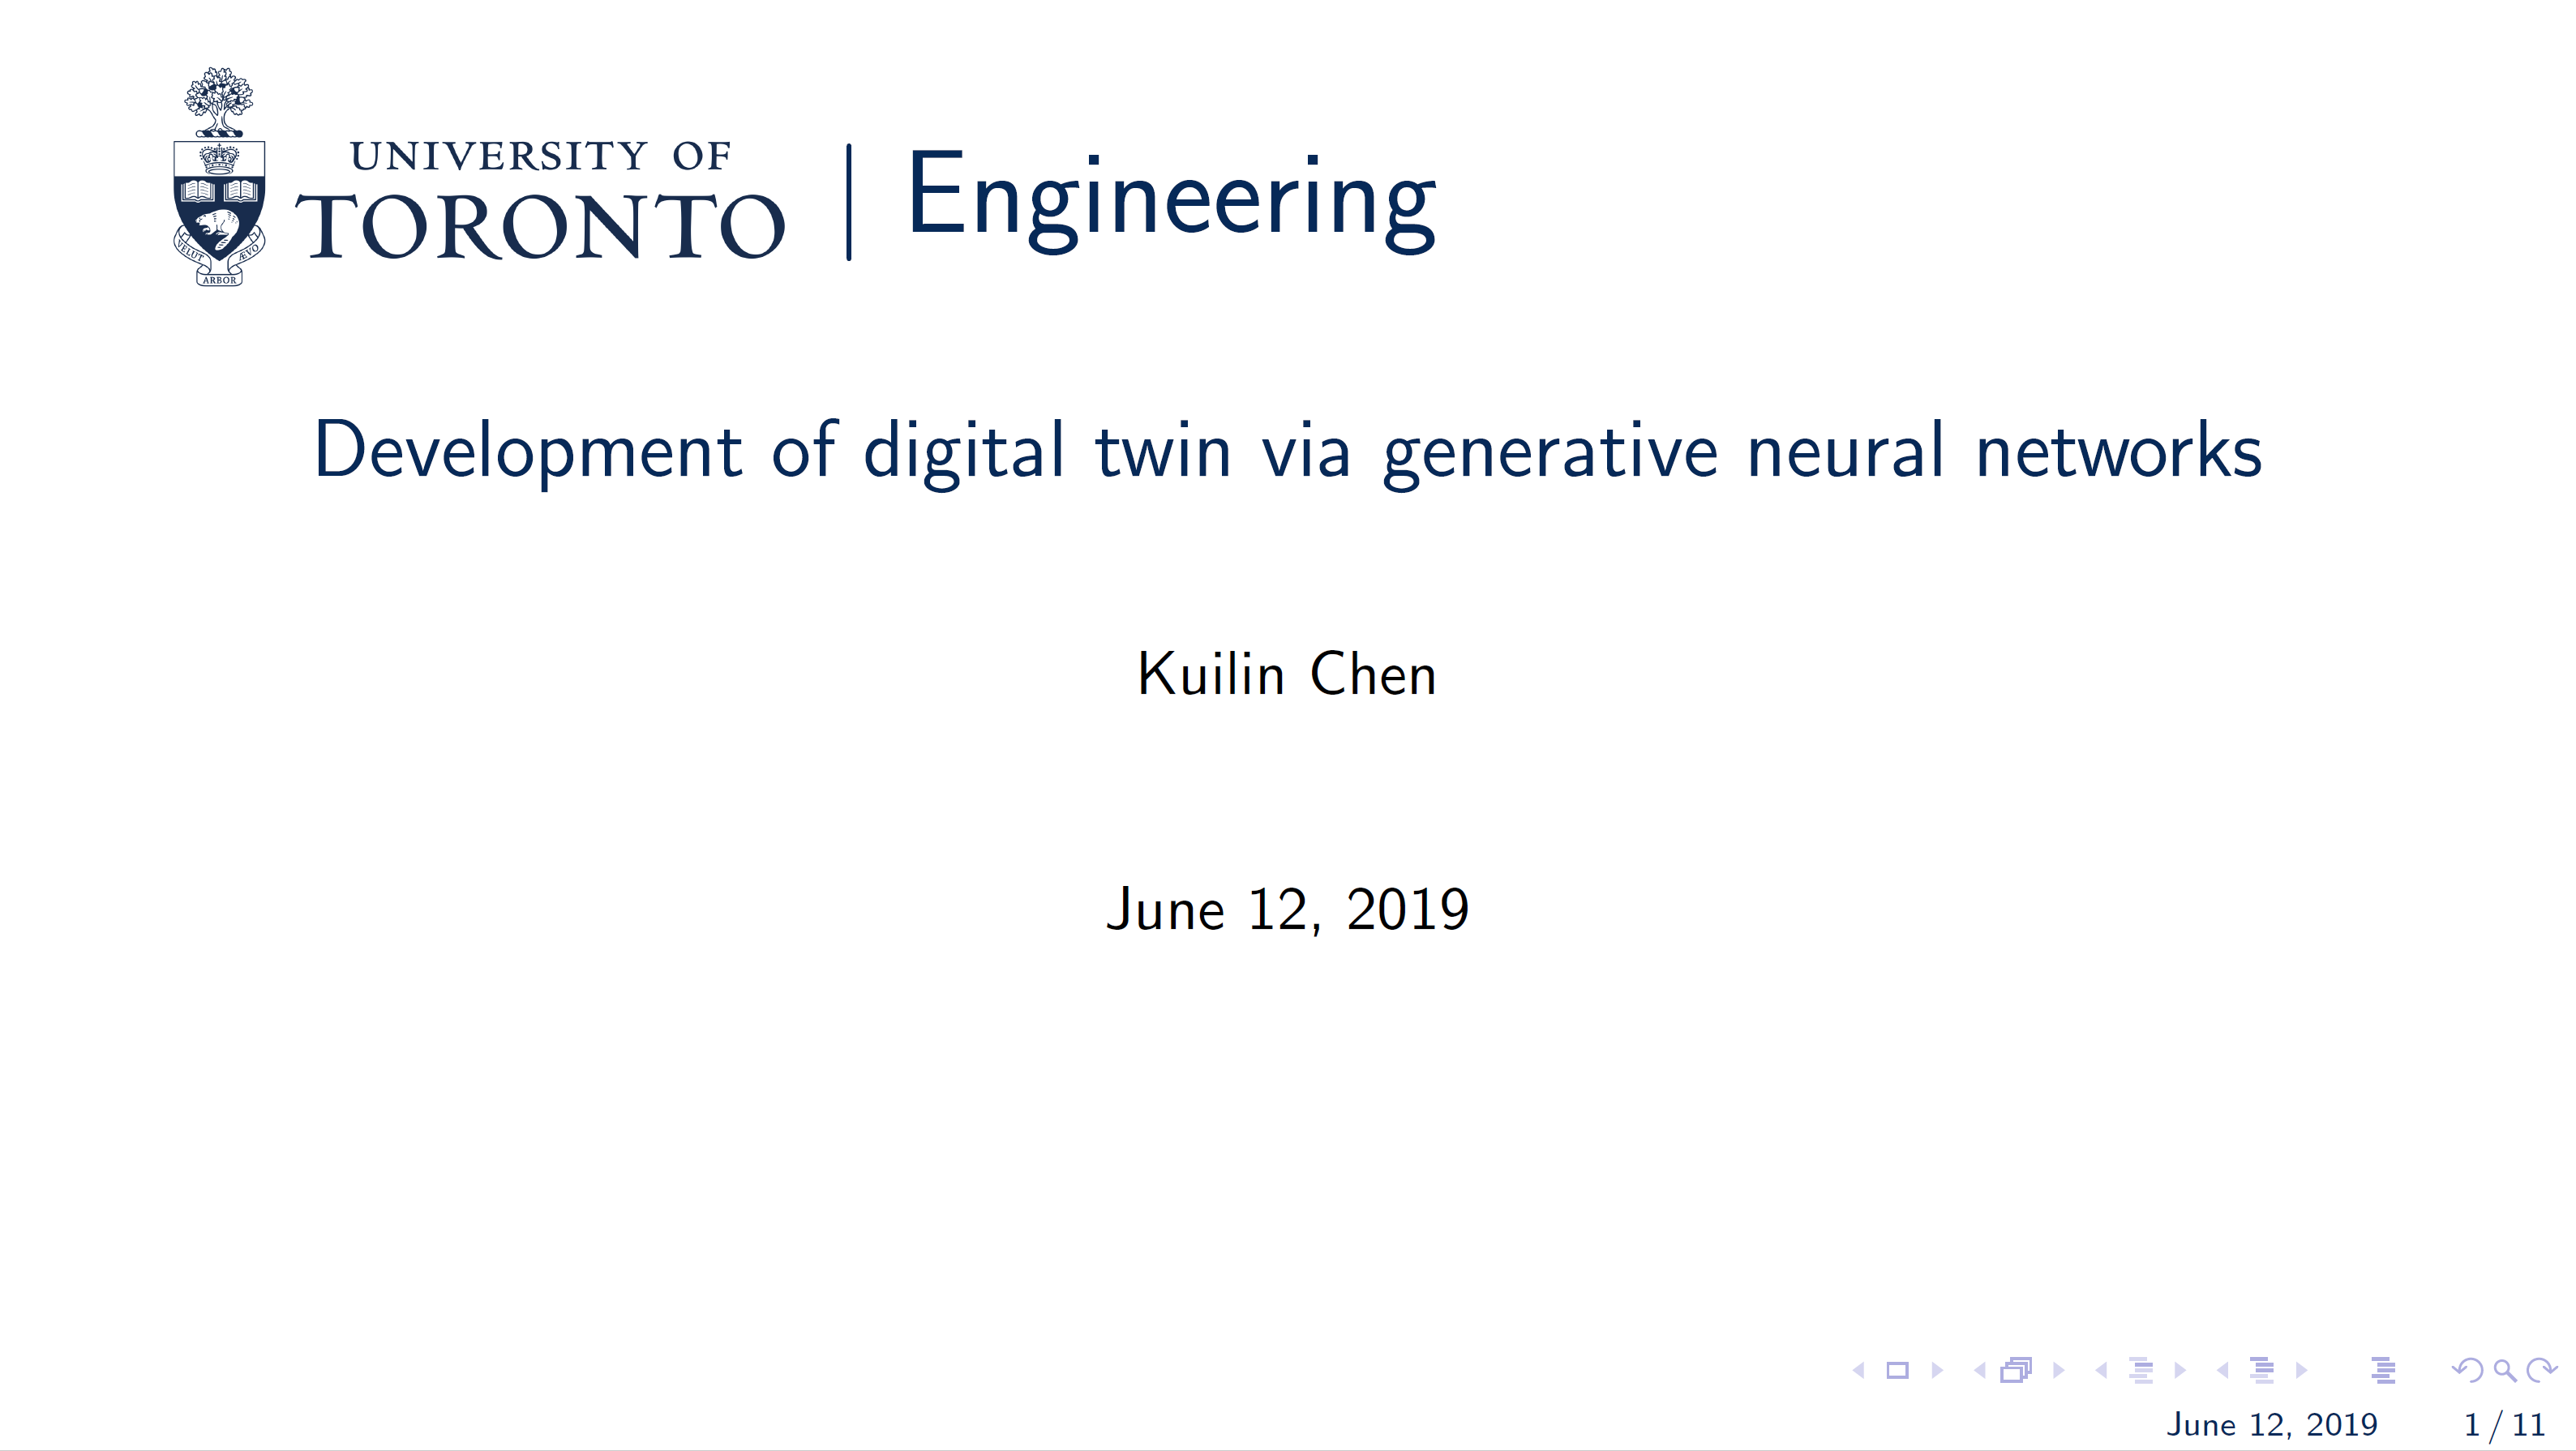 UNIVERSITY OF
TORONTO
Engineering
VELUT
ARBOR
ÆVO
Development of digital twin via generative neural networks
Kuilin Chen
June 12, 2019
June 12, 2019 1 / 11